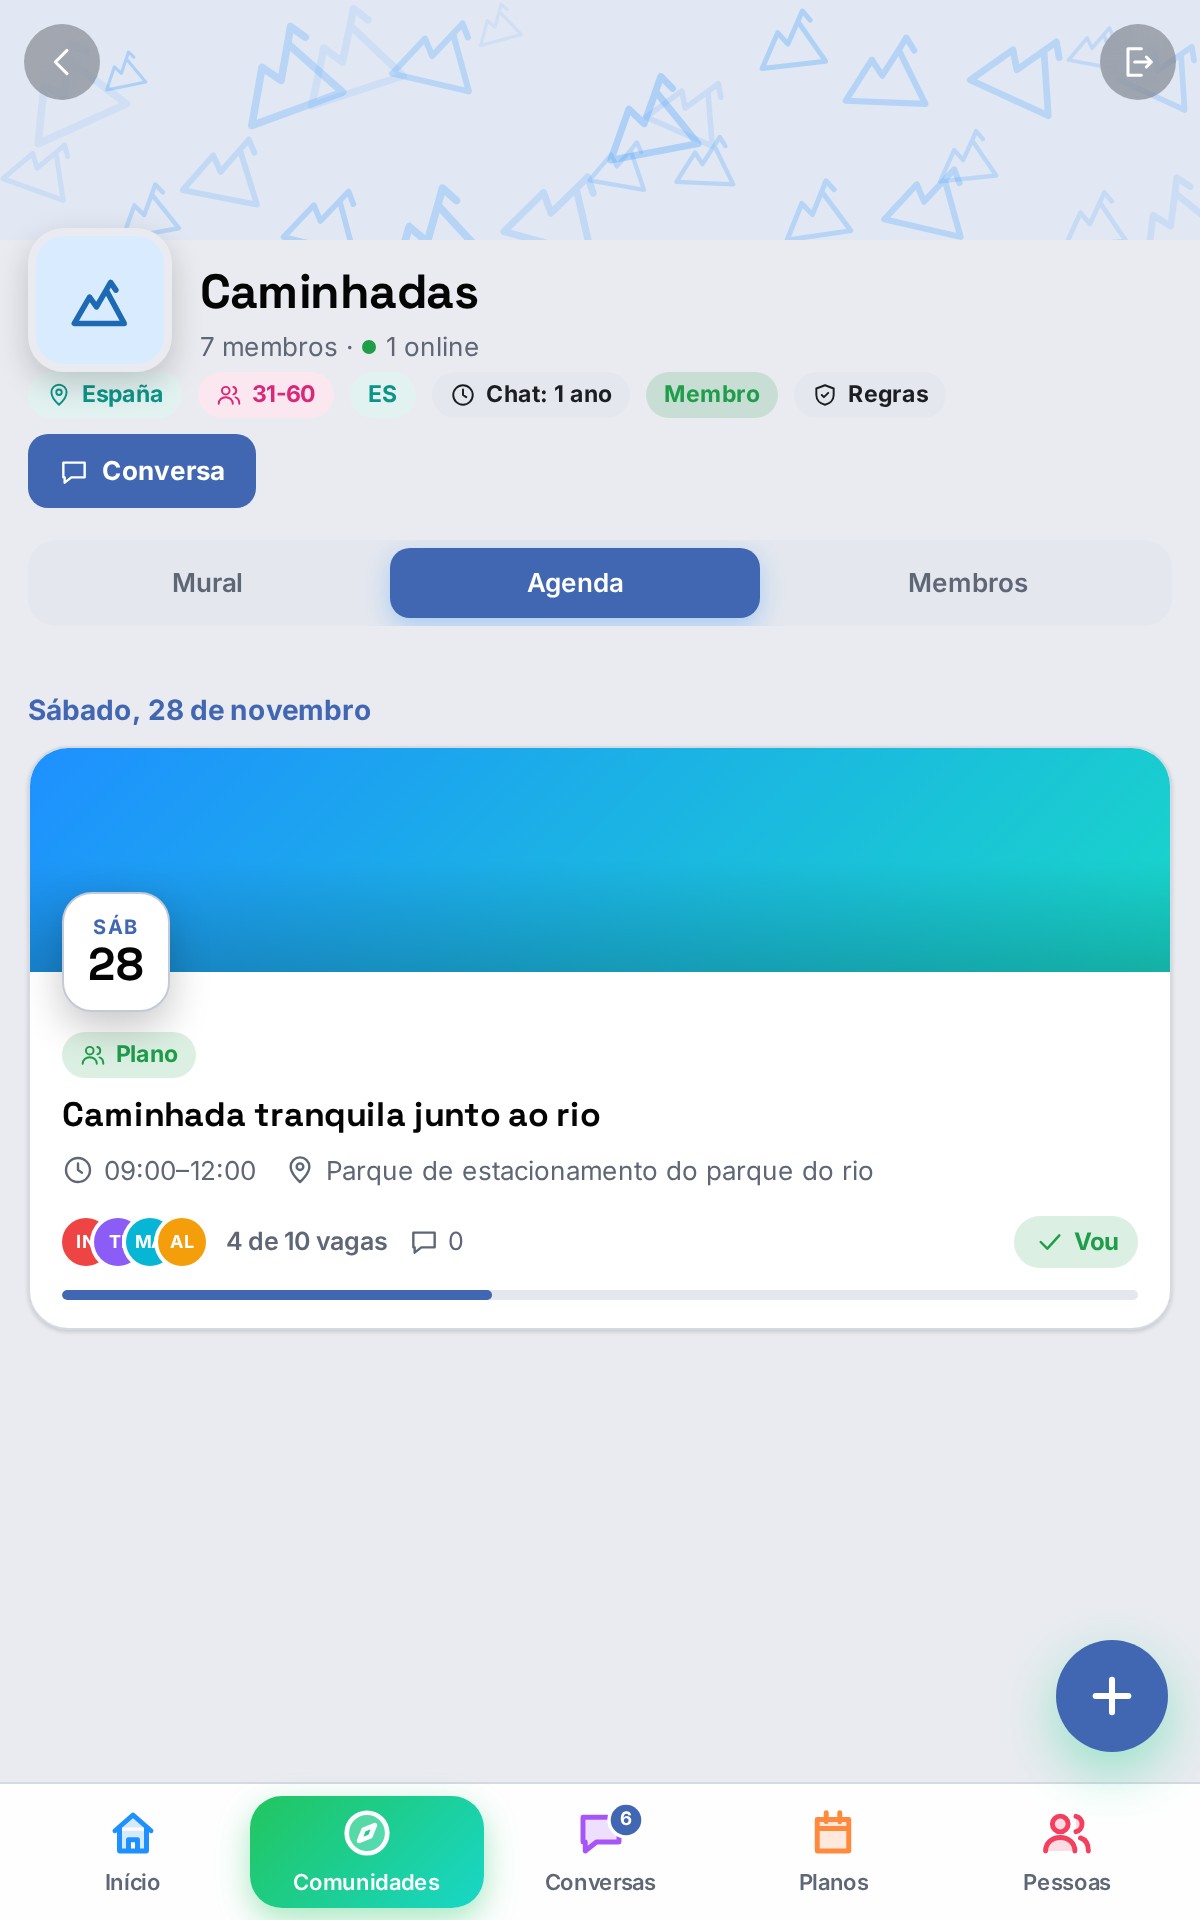 Caminhadas
7 membros · 1 online
España 31-60 ES Chat: 1 ano Membro Regras
Conversa
Mural Agenda Membros
Sábado, 28 de novembro
SÁB
28
Plano
Caminhada tranquila junto ao rio
09:00–12:00 Parque de estacionamento do parque do rio
AL 4 de 10 vagas 0 Vou
6
Início Comunidades Conversas Planos Pessoas